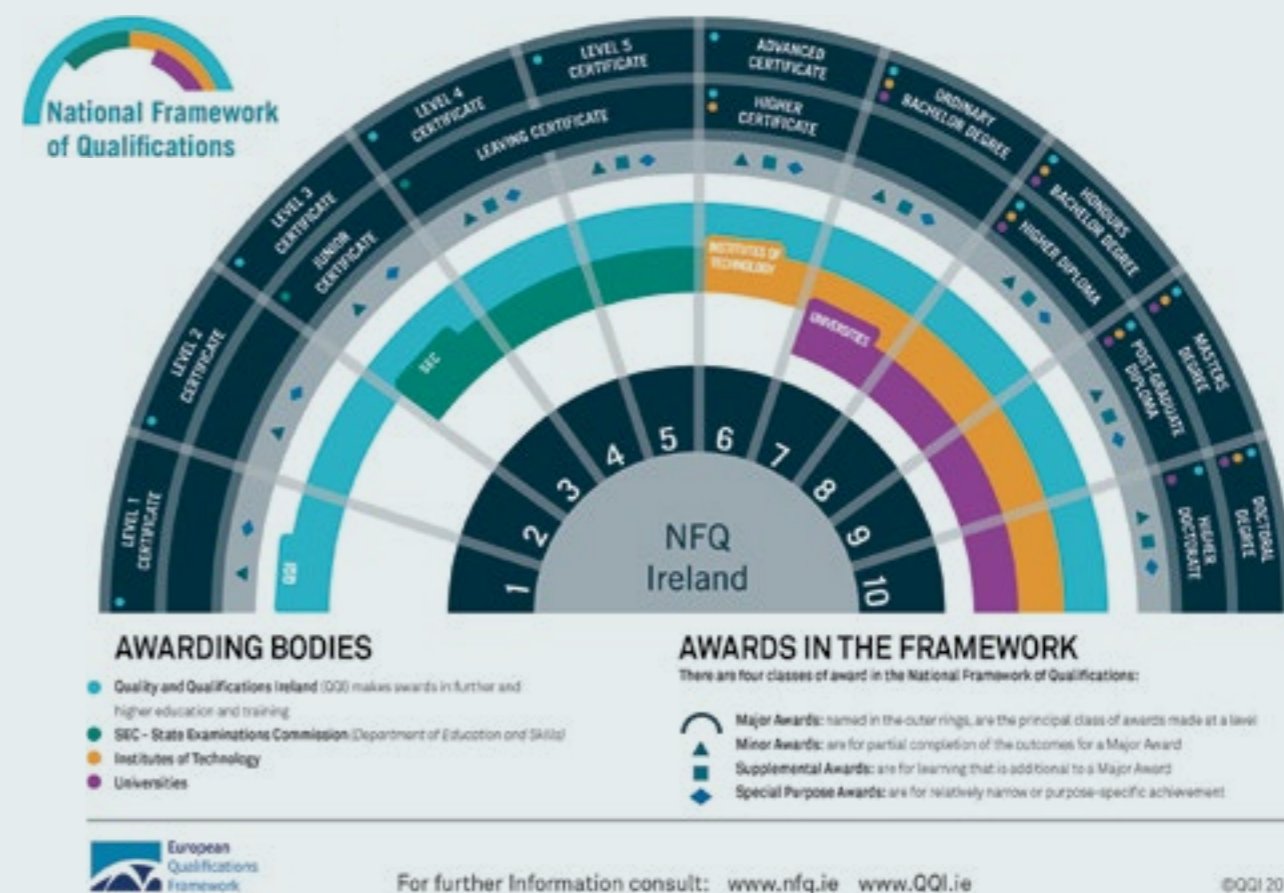 National Framework
of Qualifications
LEVEL 1
CERTIFICATE
LEVEL 2
CERTIFICATE
LEVEL 3
CERTIFICATE
LEVEL 4
CERTIFICATE
LEVEL 5
CERTIFICATE
ADVANCED
CERTIFICATE
ORDINARY
BACHELOR DEGREE
HONOURS
BACHELOR DEGREE
MASTERS
DEGREE
DOCTORAL
DEGREE
JUNIOR
CERTIFICATE
LEAVING CERTIFICATE
HIGHER
CERTIFICATE
HIGHER DIPLOMA
POST-GRADUATE
DIPLOMA
HIGHER
DOCTORATE
QQI
SEC
INSTITUTES OF
TECHNOLOGY
UNIVERSITIES
1
2
3
4
5
6
7
8
9
10
NFQ
Ireland
AWARDING BODIES
Quality and Qualifications Ireland (QQI) makes awards in further and
higher education and training
SEC - State Examinations Commission (Department of Education and Skills)
Institutes of Technology
Universities
AWARDS IN THE FRAMEWORK
There are four classes of award in the National Framework of Qualifications:
Major Awards: named in the outer rings, are the principal class of awards made at a level
Minor Awards: are for partial completion of the outcomes for a Major Award
Supplemental Awards: are for learning that is additional to a Major Award
Special Purpose Awards: are for relatively narrow or purpose-specific achievement
European
Qualifications
Framework
For further Information consult: www.nfq.ie www.QQI.ie
©QQI 20